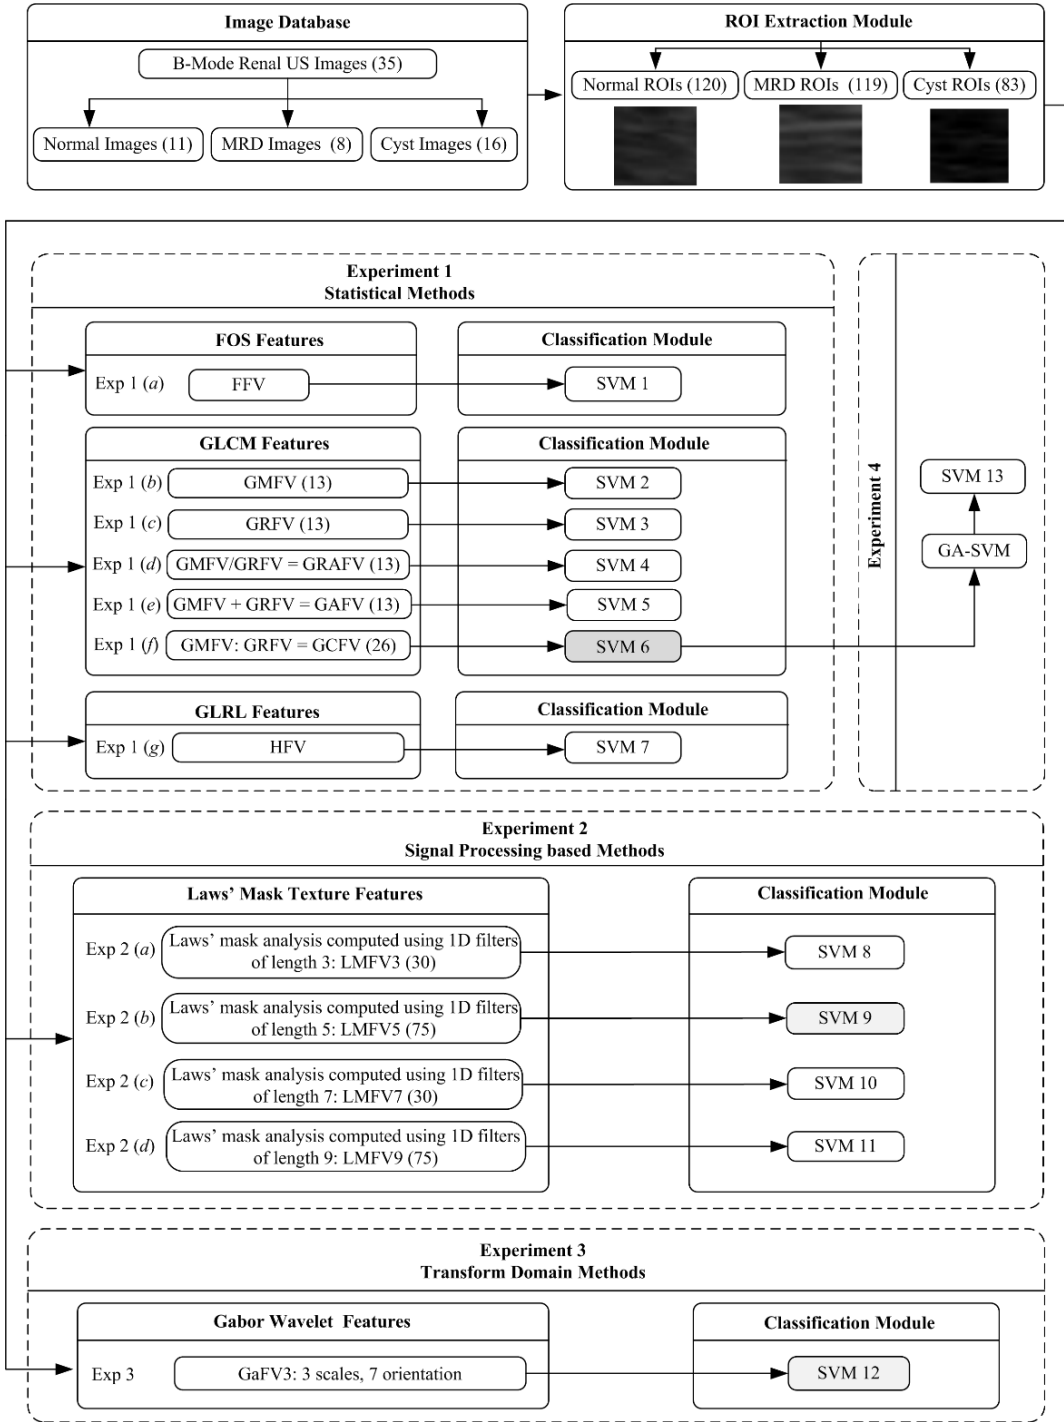 Image Database
B-Mode Renal US Images (35)
Normal Images (11)
MRD Images (8)
Cyst Images (16)
ROI Extraction Module
Normal ROIs (120)
MRD ROIs (119)
Cyst ROIs (83)
Experiment 1
Statistical Methods
FOS Features
Classification Module
Exp 1 (a)
FFV
SVM 1
GLCM Features
Classification Module
Exp 1 (b)
GMFV (13)
SVM 2
Exp 1 (c)
GRFV (13)
SVM 3
Exp 1 (d)
GMFV/GRFV = GRAFV (13)
SVM 4
Exp 1 (e)
GMFV + GRFV = GAFV (13)
SVM 5
Exp 1 (f)
GMFV: GRFV = GCFV (26)
SVM 6
GLRL Features
Classification Module
Exp 1 (g)
HFV
SVM 7
Experiment 4
SVM 13
GA-SVM
Experiment 2
Signal Processing based Methods
Laws' Mask Texture Features
Classification Module
Exp 2 (a)
Laws' mask analysis computed using 1D filters
of length 3: LMFV3 (30)
SVM 8
Exp 2 (b)
Laws' mask analysis computed using 1D filters
of length 5: LMFV5 (75)
SVM 9
Exp 2 (c)
Laws' mask analysis computed using 1D filters
of length 7: LMFV7 (30)
SVM 10
Exp 2 (d)
Laws' mask analysis computed using 1D filters
of length 9: LMFV9 (75)
SVM 11
Experiment 3
Transform Domain Methods
Gabor Wavelet Features
Classification Module
Exp 3
GaFV3: 3 scales, 7 orientation
SVM 12